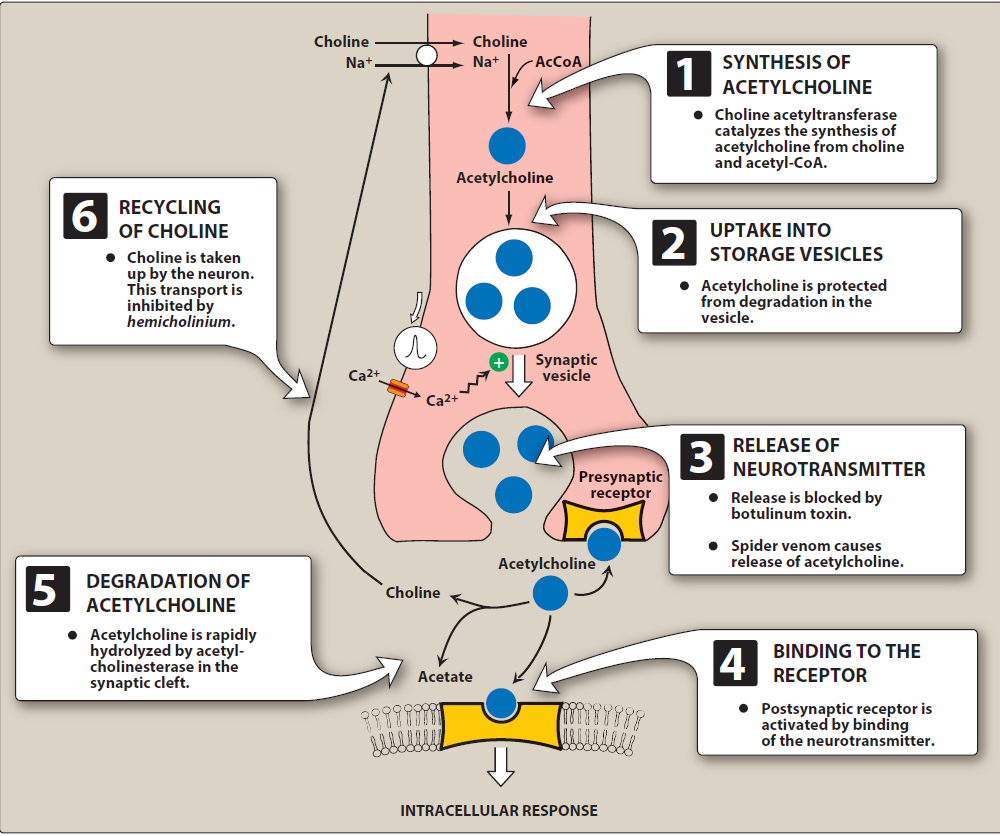 Choline
Na+
Choline
Na+
AcCoA
1
SYNTHESIS OF
ACETYLCHOLINE
● Choline acetyltransferase
catalyzes the synthesis of
acetylcholine from choline
and acetyl-CoA.
Acetylcholine
6
RECYCLING
OF CHOLINE
● Choline is taken
up by the neuron.
This transport is
inhibited by
hemicholinium.
2
UPTAKE INTO
STORAGE VESICLES
● Acetylcholine is protected
from degradation in the
vesicle.
Ca2+
Ca2+
+
Synaptic
vesicle
3
RELEASE OF
NEUROTRANSMITTER
● Release is blocked by
botulinum toxin.
● Spider venom causes
release of acetylcholine.
Presynaptic
receptor
Acetylcholine
Choline
5
DEGRADATION OF
ACETYLCHOLINE
● Acetylcholine is rapidly
hydrolyzed by acetyl-
cholinesterase in the
synaptic cleft.
Acetate
4
BINDING TO THE
RECEPTOR
● Postsynaptic receptor is
activated by binding
of the neurotransmitter.
INTRACELLULAR RESPONSE